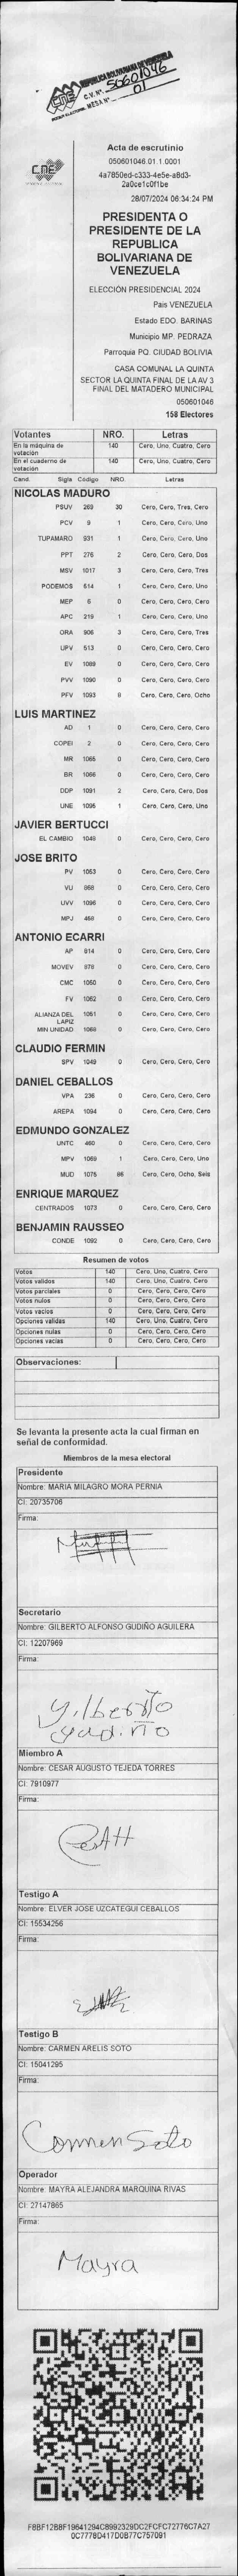 REPUBLICA BOLIVARIANA DE VENEZUELA
CNE
C.V. Nº. 50601046
MESA Nº 01
PODER ELECTORAL
CNE
Acta de escrutinio
050601046.01.1.0001
4a7850ed-c333-4e5e-a8d3-
2a0ce1c0f1be
28/07/2024 06:34:24 PM
PRESIDENTA O
PRESIDENTE DE LA
REPUBLICA
BOLIVARIANA DE
VENEZUELA
ELECCIÓN PRESIDENCIAL 2024
Pais VENEZUELA
Estado EDO. BARINAS
Municipio MP. PEDRAZA
Parroquia PQ. CIUDAD BOLIVIA
CASA COMUNAL LA QUINTA
SECTOR LA QUINTA FINAL DE LA AV 3
FINAL DEL MATADERO MUNICIPAL
050601046
158 Electores
Votantes NRO. Letras
En la máquina de votación 140 Cero, Uno, Cuatro, Cero
En el cuaderno de votación 140 Cero, Uno, Cuatro, Cero
Cand. Sigla Código NRO. Letras
NICOLAS MADURO
PSUV 269 30 Cero, Cero, Tres, Cero
PCV 9 1 Cero, Cero, Cero, Uno
TUPAMARO 931 1 Cero, Cero, Cero, Uno
PPT 276 2 Cero, Cero, Cero, Dos
MSV 1017 3 Cero, Cero, Cero, Tres
PODEMOS 514 1 Cero, Cero, Cero, Uno
MEP 6 0 Cero, Cero, Cero, Cero
APC 219 1 Cero, Cero, Cero, Uno
ORA 906 3 Cero, Cero, Cero, Tres
UPV 513 0 Cero, Cero, Cero, Cero
EV 1089 0 Cero, Cero, Cero, Cero
PVV 1090 0 Cero, Cero, Cero, Cero
PFV 1093 8 Cero, Cero, Cero, Ocho
LUIS MARTINEZ
AD 1 0 Cero, Cero, Cero, Cero
COPEI 2 0 Cero, Cero, Cero, Cero
MR 1065 0 Cero, Cero, Cero, Cero
BR 1066 0 Cero, Cero, Cero, Cero
DDP 1091 2 Cero, Cero, Cero, Dos
UNE 1095 1 Cero, Cero, Cero, Uno
JAVIER BERTUCCI
EL CAMBIO 1048 0 Cero, Cero, Cero, Cero
JOSE BRITO
PV 1053 0 Cero, Cero, Cero, Cero
VU 868 0 Cero, Cero, Cero, Cero
UVV 1096 0 Cero, Cero, Cero, Cero
MPJ 458 0 Cero, Cero, Cero, Cero
ANTONIO ECARRI
AP 814 0 Cero, Cero, Cero, Cero
MOVEV 978 0 Cero, Cero, Cero, Cero
CMC 1050 0 Cero, Cero, Cero, Cero
FV 1062 0 Cero, Cero, Cero, Cero
ALIANZA DEL LAPIZ 1051 0 Cero, Cero, Cero, Cero
MIN UNIDAD 1068 0 Cero, Cero, Cero, Cero
CLAUDIO FERMIN
SPV 1049 0 Cero, Cero, Cero, Cero
DANIEL CEBALLOS
VPA 236 0 Cero, Cero, Cero, Cero
AREPA 1094 0 Cero, Cero, Cero, Cero
EDMUNDO GONZALEZ
UNTC 460 0 Cero, Cero, Cero, Cero
MPV 1069 1 Cero, Cero, Cero, Uno
MUD 1075 86 Cero, Cero, Ocho, Seis
ENRIQUE MARQUEZ
CENTRADOS 1073 0 Cero, Cero, Cero, Cero
BENJAMIN RAUSSEO
CONDE 1092 0 Cero, Cero, Cero, Cero
Resumen de votos
Votos 140 Cero, Uno, Cuatro, Cero
Votos validos 140 Cero, Uno, Cuatro, Cero
Votos parciales 0 Cero, Cero, Cero, Cero
Votos nulos 0 Cero, Cero, Cero, Cero
Votos vacios 0 Cero, Cero, Cero, Cero
Opciones validas 140 Cero, Uno, Cuatro, Cero
Opciones nulas 0 Cero, Cero, Cero, Cero
Opciones vacias 0 Cero, Cero, Cero, Cero
Observaciones:
Se levanta la presente acta la cual firman en
señal de conformidad.
Miembros de la mesa electoral
Presidente
Nombre: MARIA MILAGRO MORA PERNIA
CI: 20735706
Firma:
Secretario
Nombre: GILBERTO ALFONSO GUDIÑO AGUILERA
CI: 12207969
Firma:
Gilberto
Gudiño
Miembro A
Nombre: CESAR AUGUSTO TEJEDA TORRES
CI: 7910977
Firma:
Testigo A
Nombre: ELVER JOSE UZCATEGUI CEBALLOS
CI: 15534256
Firma:
Testigo B
Nombre: CARMEN ARELIS SOTO
CI: 15041295
Firma:
Carmen Soto
Operador
Nombre: MAYRA ALEJANDRA MARQUINA RIVAS
CI: 27147865
Firma:
Mayra
F8BF12B8F19641294C8992329DC2FCFC72776C7A27
0C7778D417D0B77C757091